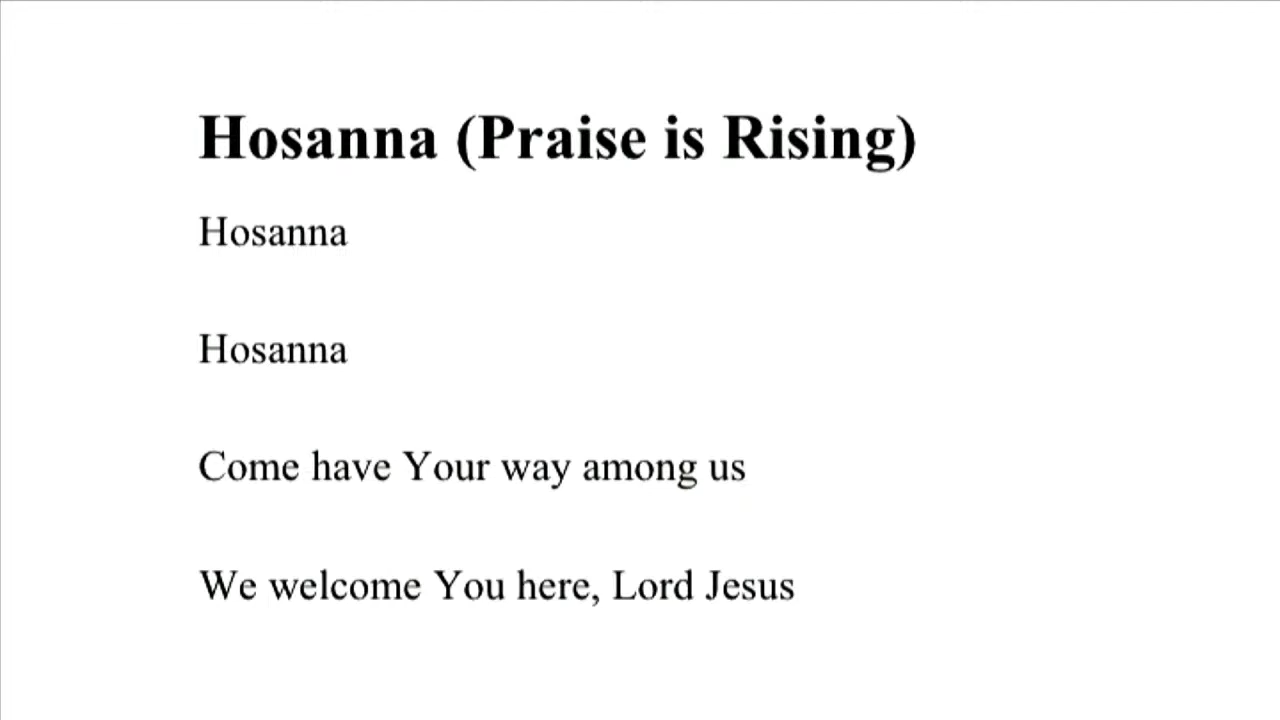 Hosanna (Praise is Rising)
Hosanna
Hosanna
Come have Your way among us
We welcome You here, Lord Jesus